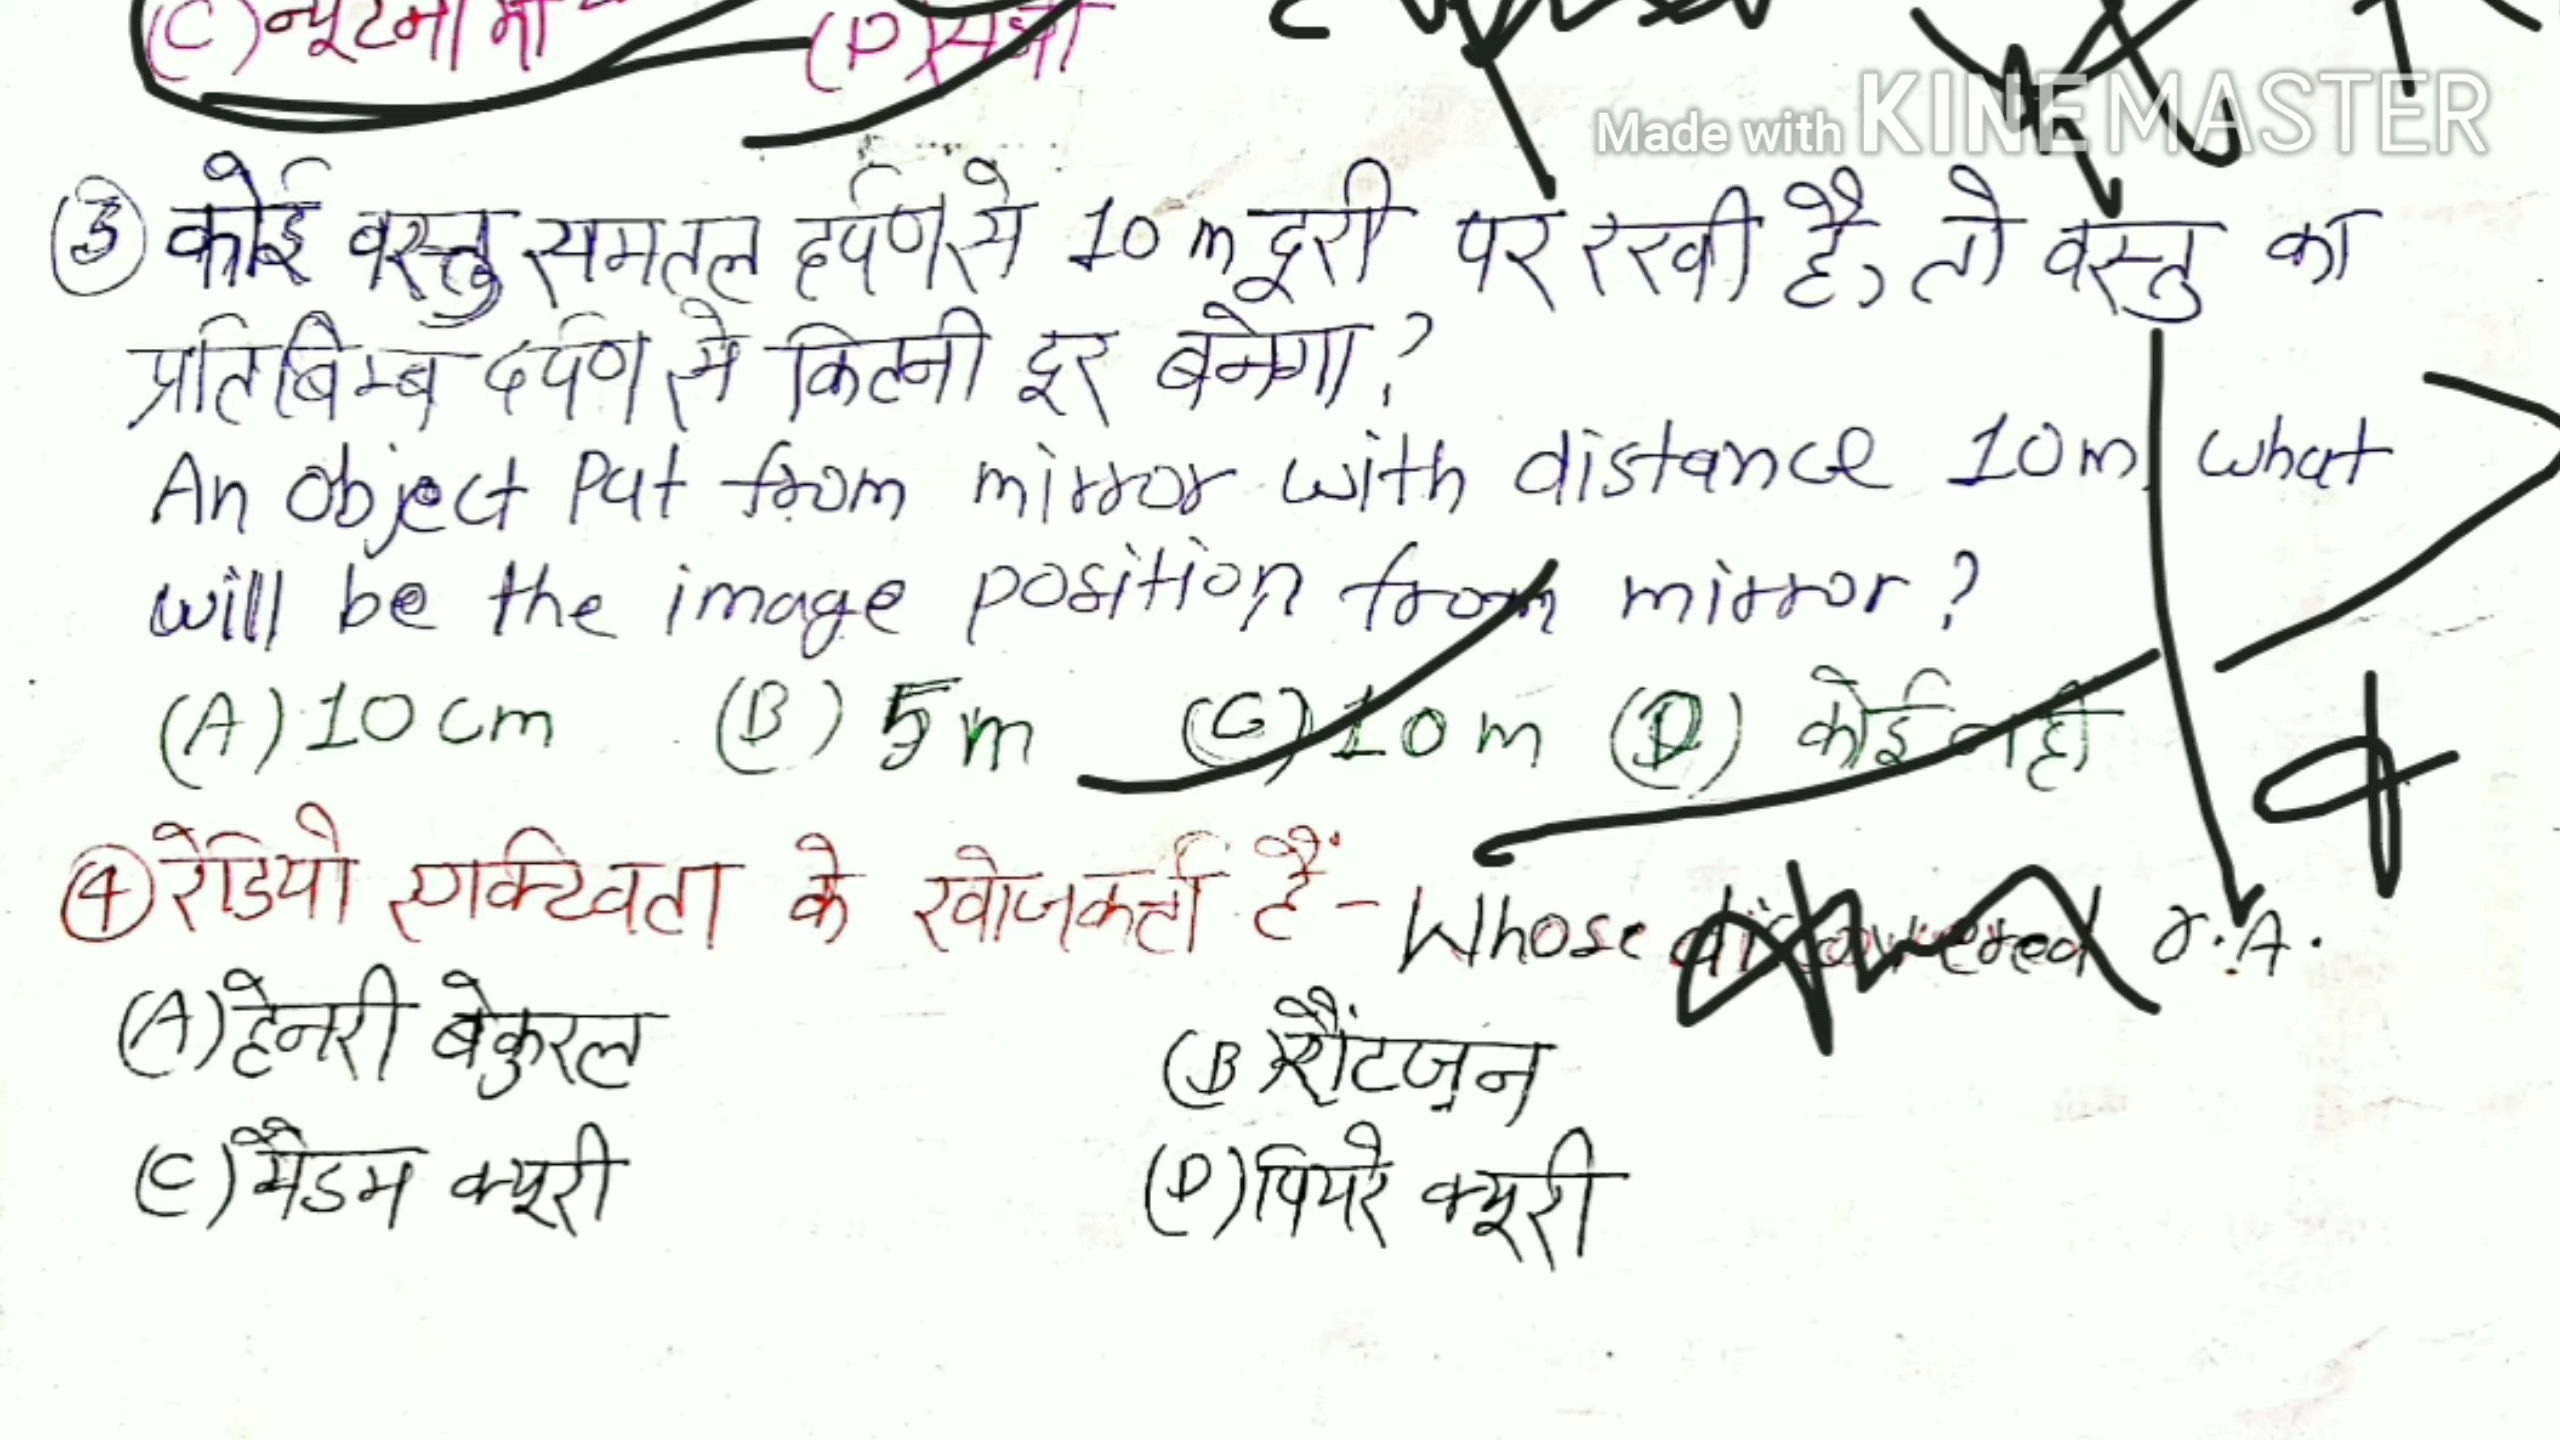 (C) न्यूटन मी (D) सभी
Made with KINEMASTER
③ कोई वस्तु समतल दर्पण से 10 m दूरी पर रखी है, तो वस्तु का
प्रतिबिम्ब दर्पण से कितनी दूर बनेगा?
An object Put from mirror with distance 10m, what
will be the image position from mirror?
(A) 10 cm (B) 5 m (C) 10 m (D) कोई नही
④ रेडियो एक्टिवता के खोजकर्ता हैं - Whose discovered r.A.
(A) हेनरी बेकुरल (B) रोंटजन
(C) मैडम क्यूरी (D) पियरे क्यूरी